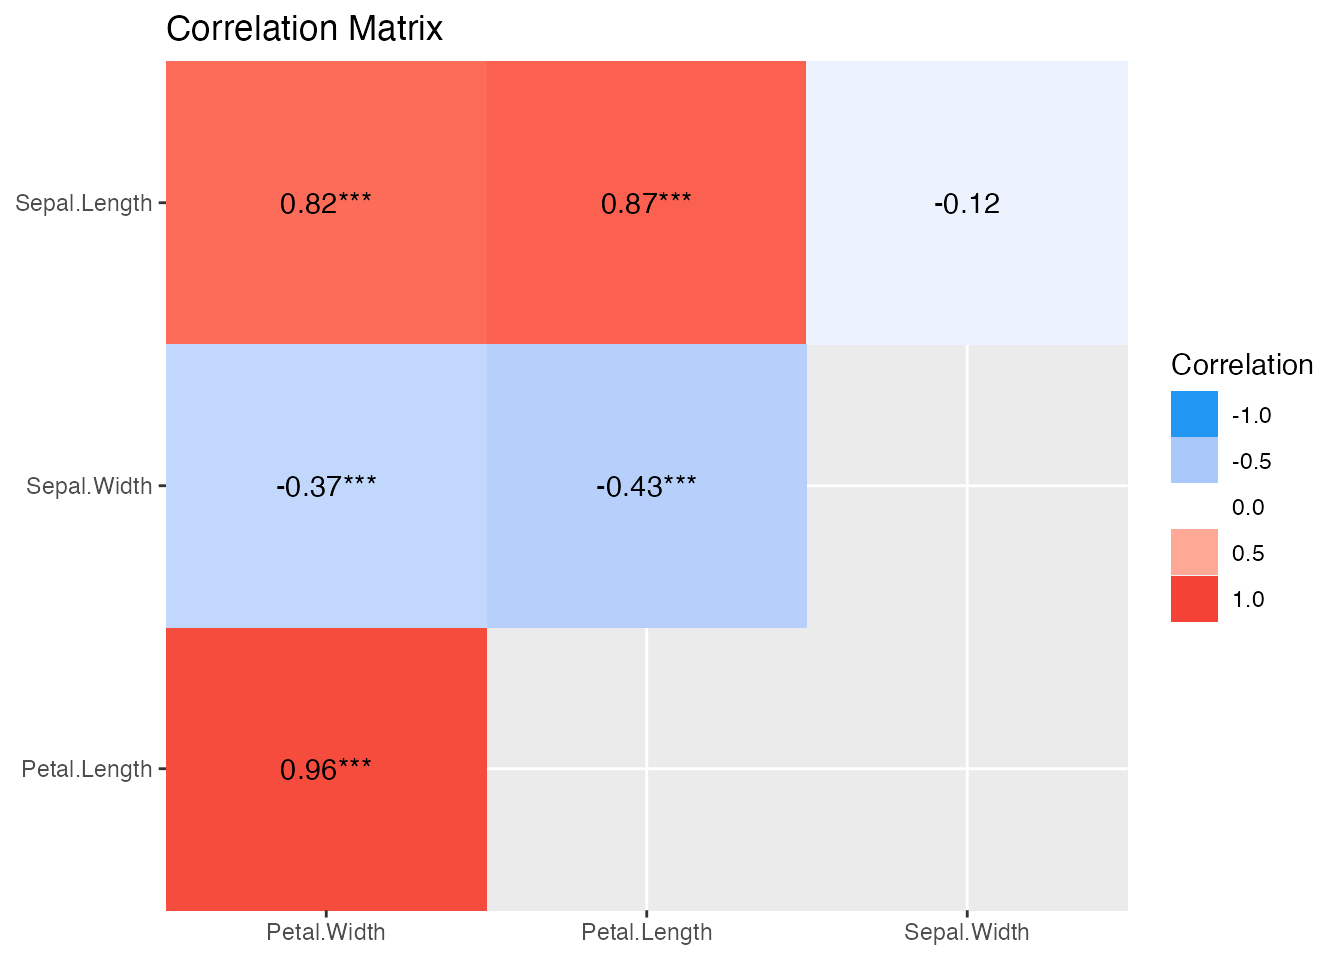 Correlation Matrix
Sepal.Length
0.82***
0.87***
-0.12
Sepal.Width
-0.37***
-0.43***
Petal.Length
0.96***
Petal.Width
Petal.Length
Sepal.Width
Correlation
-1.0
-0.5
0.0
0.5
1.0